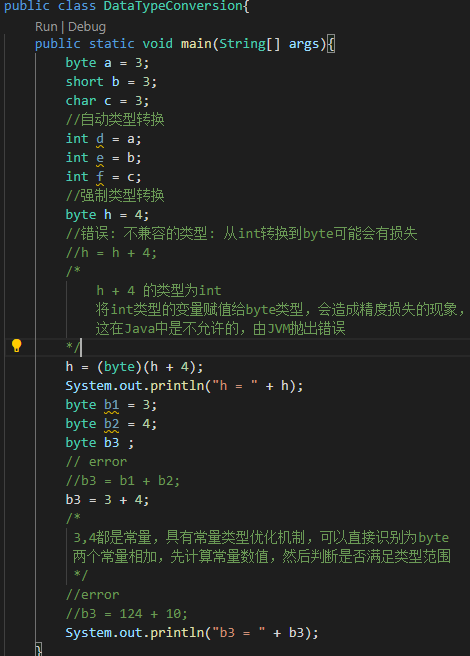 public class DataTypeConversion{
Run | Debug
public static void main(String[] args){
byte a = 3;
short b = 3;
char c = 3;
//自动类型转换
int d = a;
int e = b;
int f = c;
//强制类型转换
byte h = 4;
//错误: 不兼容的类型: 从int转换到byte可能会有损失
//h = h + 4;
/*
h + 4 的类型为int
将int类型的变量赋值给byte类型，会造成精度损失的现象，
这在Java中是不允许的，由JVM抛出错误
*/
h = (byte)(h + 4);
System.out.println("h = " + h);
byte b1 = 3;
byte b2 = 4;
byte b3 ;
// error
//b3 = b1 + b2;
b3 = 3 + 4;
/*
3,4都是常量，具有常量类型优化机制，可以直接识别为byte
两个常量相加，先计算常量数值，然后判断是否满足类型范围
*/
//error
//b3 = 124 + 10;
System.out.println("b3 = " + b3);
}